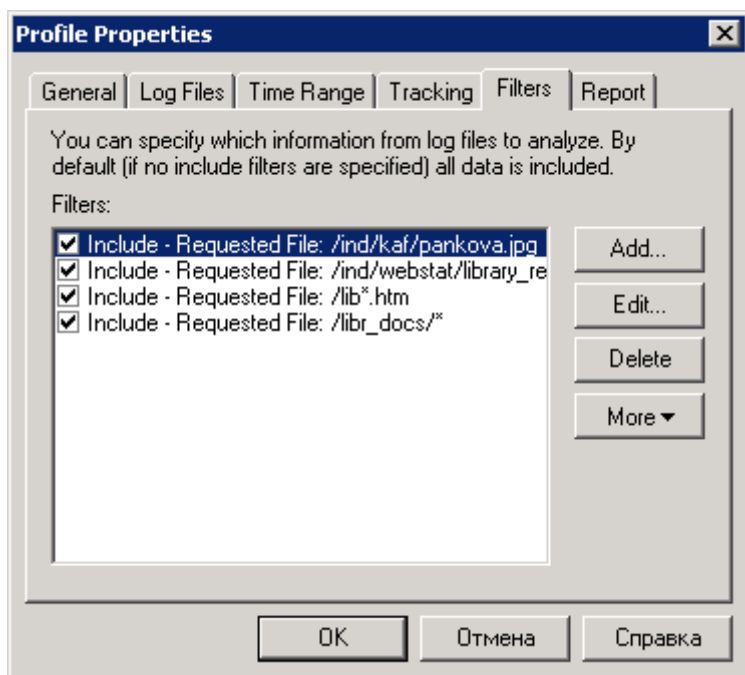 Profile Properties
General Log Files Time Range Tracking Filters Report
You can specify which information from log files to analyze. By
default (if no include filters are specified) all data is included.
Filters:
Include - Requested File: /ind/kaf/pankova.jpg
Include - Requested File: /ind/webstat/library_re
Include - Requested File: /lib*.htm
Include - Requested File: /libr_docs/*
Add...
Edit...
Delete
More
OK Отмена Справка